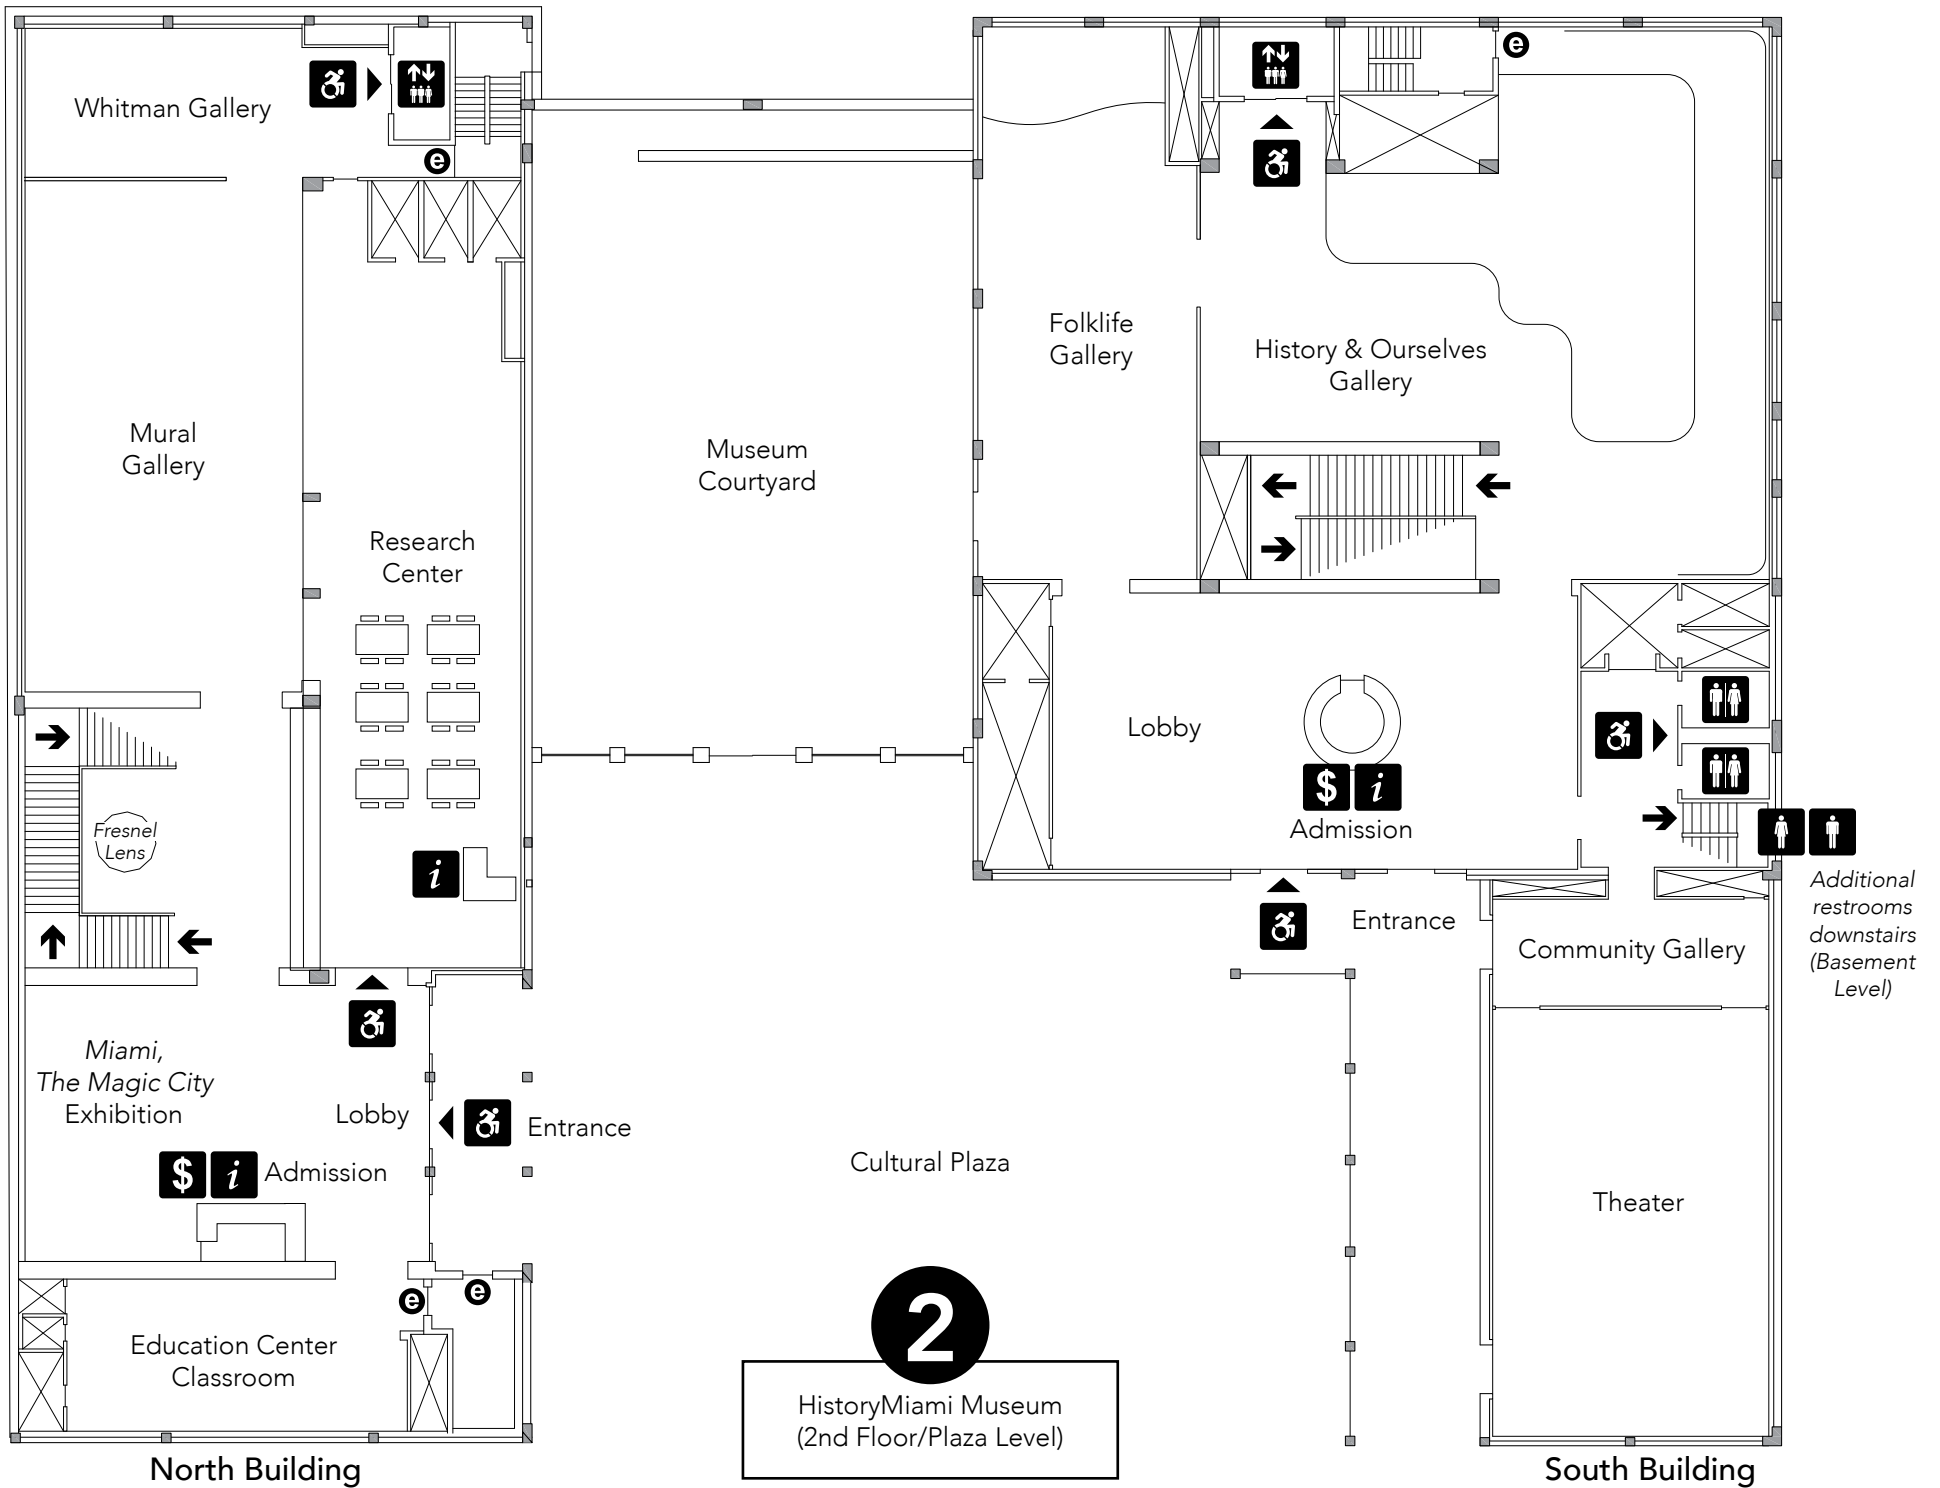 e
Whitman Gallery
e
Mural
Gallery
Research
Center
Museum
Courtyard
Folklife
Gallery
History & Ourselves
Gallery
Fresnel
Lens
i
Lobby
$ i
Admission
Entrance
Additional
restrooms
downstairs
(Basement
Level)
Community Gallery
Miami,
The Magic City
Exhibition
Lobby
Entrance
$ i Admission
Cultural Plaza
Theater
e
e
Education Center
Classroom
2
HistoryMiami Museum
(2nd Floor/Plaza Level)
North Building
South Building